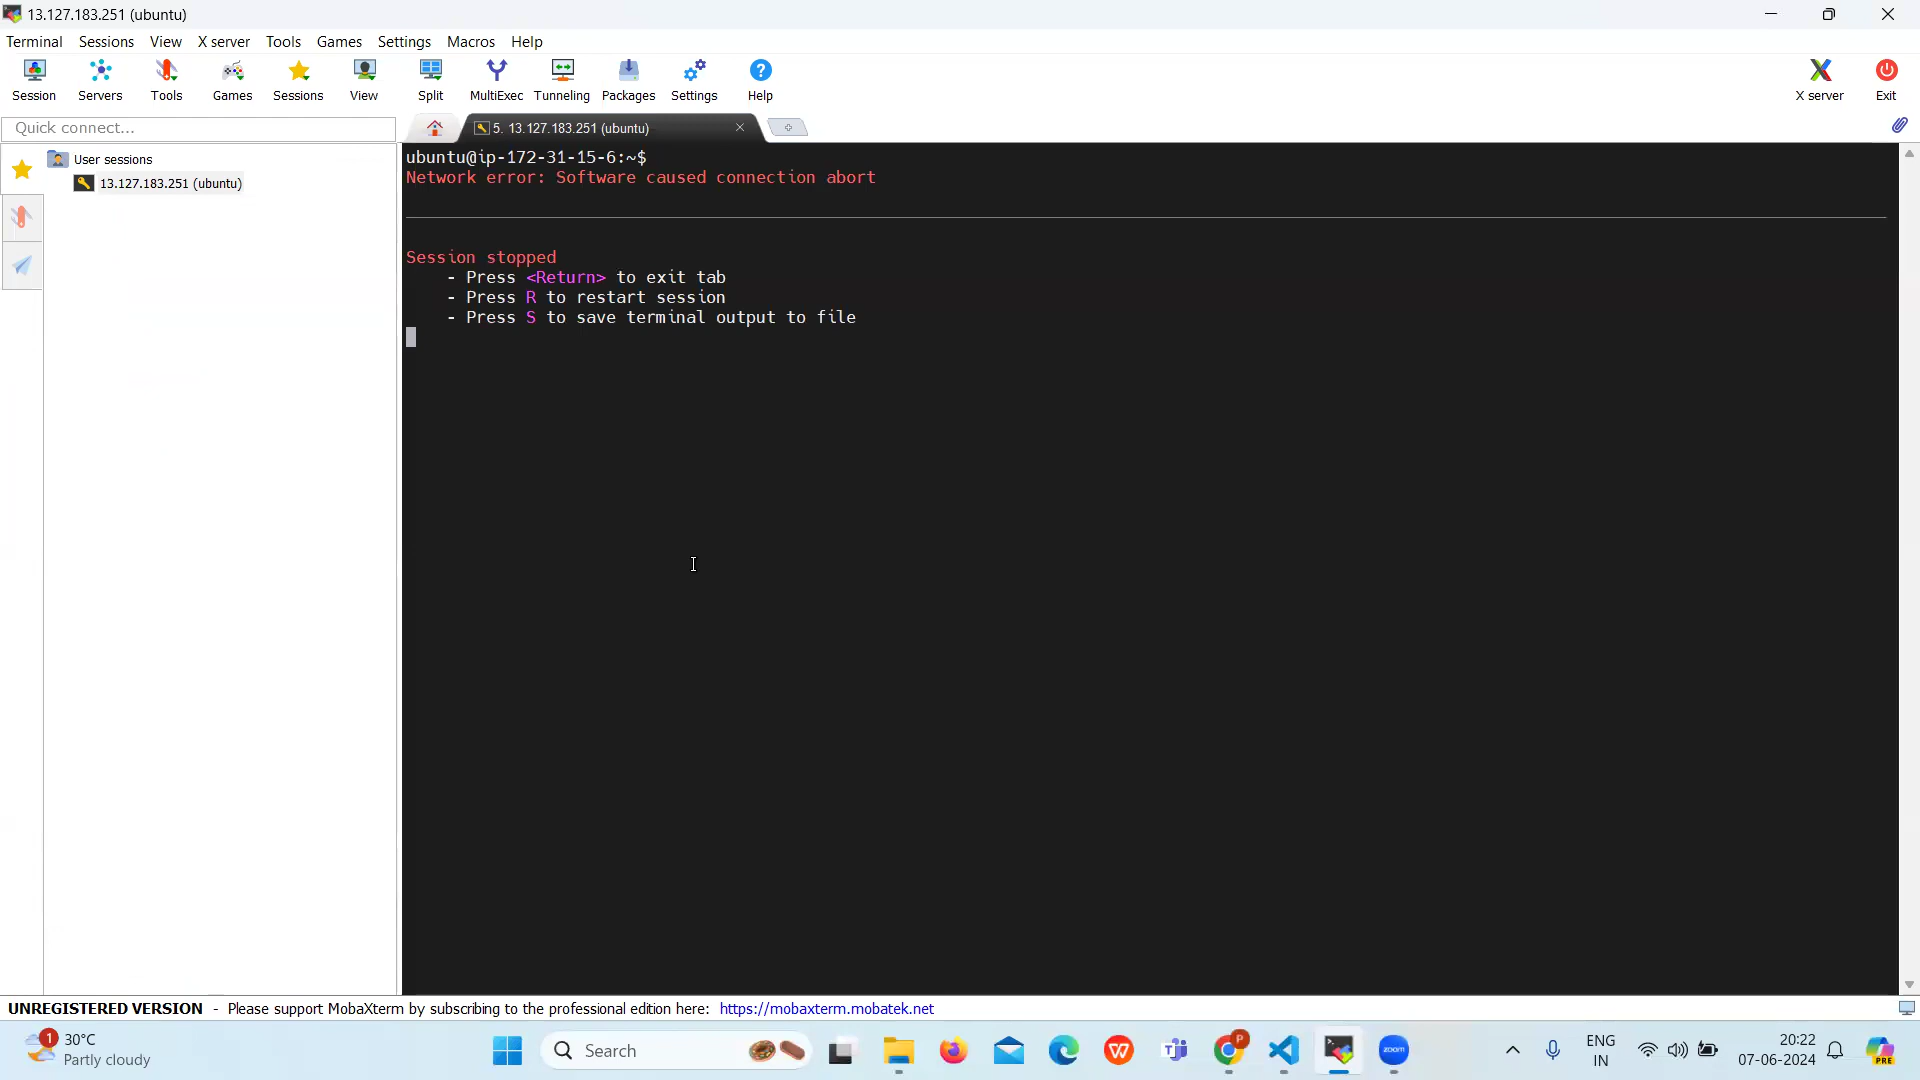 13.127.183.251 (ubuntu)
Terminal Sessions View X server Tools Games Settings Macros Help
Session Servers Tools Games Sessions View Split MultiExec Tunneling Packages Settings Help X server Exit
Quick connect...
5. 13.127.183.251 (ubuntu)
User sessions
13.127.183.251 (ubuntu)
ubuntu@ip-172-31-15-6:~$
Network error: Software caused connection abort
Session stopped
- Press <Return> to exit tab
- Press R to restart session
- Press S to save terminal output to file
UNREGISTERED VERSION - Please support MobaXterm by subscribing to the professional edition here: https://mobaxterm.mobatek.net
1
30°C
Partly cloudy
Search
P
W
zoom
ENG
IN
20:22
07-06-2024
PRE